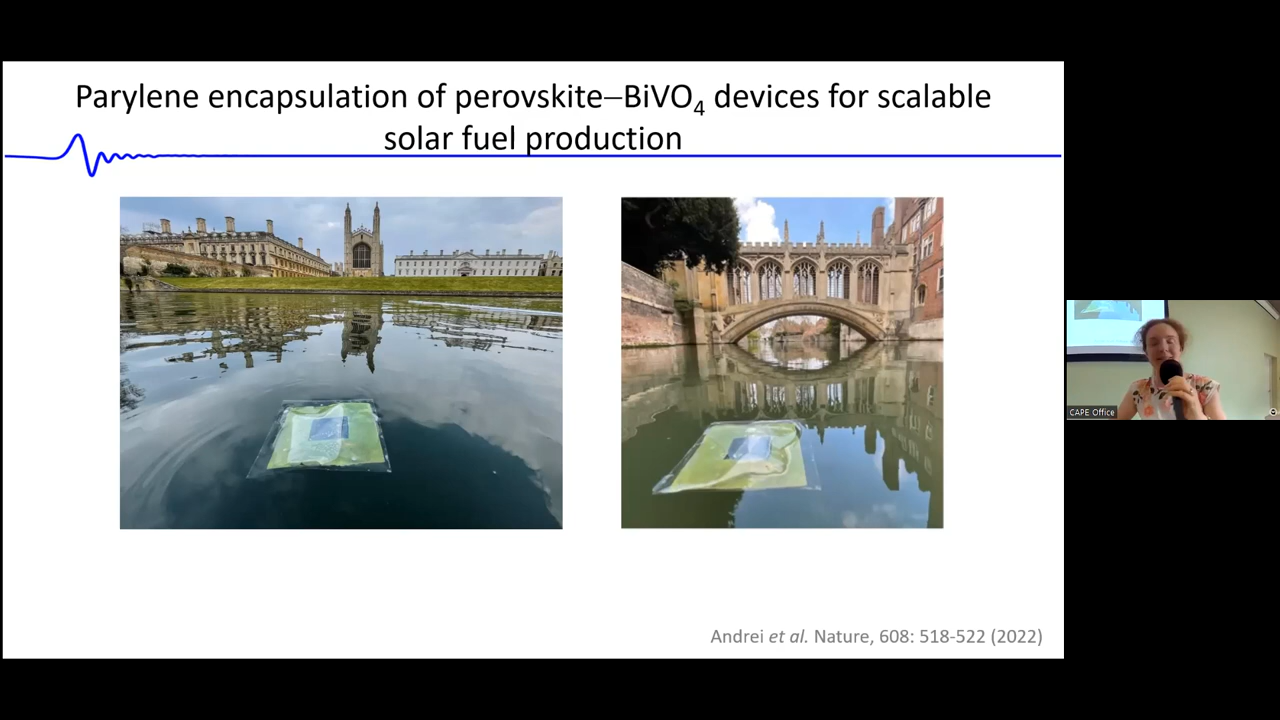 Parylene encapsulation of perovskite–BiVO₄ devices for scalable
solar fuel production
Andrei et al. Nature, 608: 518-522 (2022)
CAPE Office